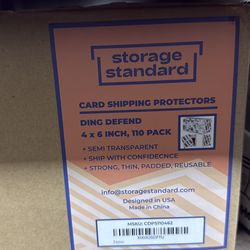 storage
standard
CARD SHIPPING PROTECTORS
DING DEFEND
4 x 6 INCH, 110 PACK
+ SEMI TRANSPARENT
+ SHIP WITH CONFIDECNCE
+ STRONG, THIN, PADDED, REUSABLE
info@storagestandard.com
Designed in USA
Made in China